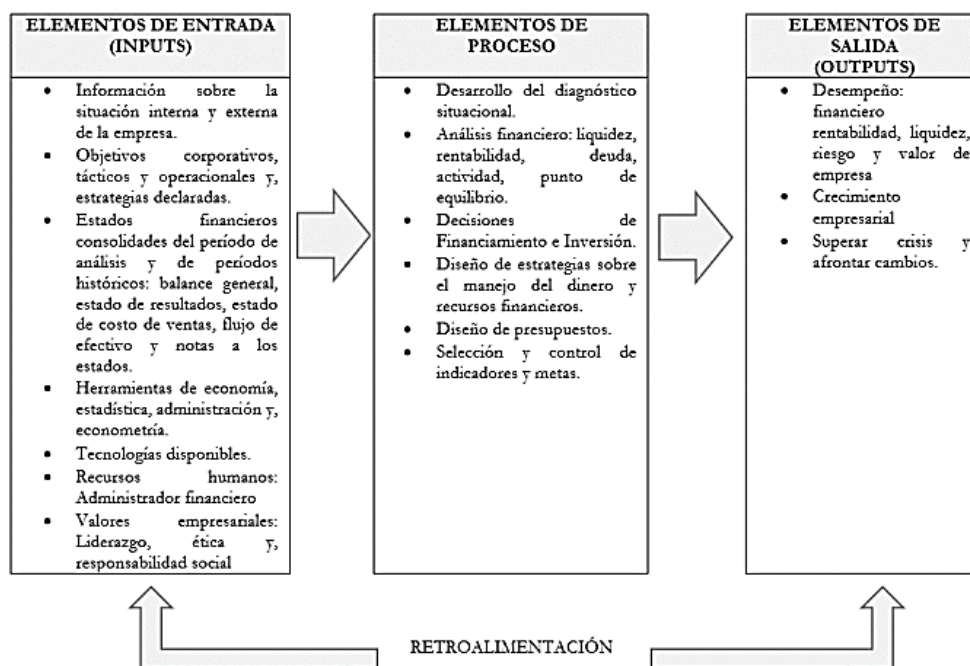 ELEMENTOS DE ENTRADA
(INPUTS)
• Información sobre la
situación interna y externa
de la empresa.
▪ Objetivos corporativos,
tácticos y operacionales y,
estrategias declaradas.
• Estados financieros
consolidades del período de
análisis y de períodos
históricos: balance general,
estado de resultados, estado
de costo de ventas, flujo de
efectivo y notas a los
estados.
▪ Herramientas de economía,
estadística, administración y,
econometría.
• Tecnologías disponibles.
▪ Recursos humanos:
Administrador financiero
• Valores empresariales:
Liderazgo, ética y,
responsabilidad social
ELEMENTOS DE
PROCESO
• Desarrollo del diagnóstico
situacional.
• Análisis financiero: liquidez,
rentabilidad, deuda,
actividad, punto de
equilibrio.
• Decisiones de
Financiamiento e Inversión.
▪ Diseño de estrategias sobre
el manejo del dinero y
recursos financieros.
• Diseño de presupuestos.
• Selección y control de
indicadores y metas.
ELEMENTOS DE
SALIDA
(OUTPUTS)
• Desempeño:
financiero
rentabilidad, liquidez,
riesgo y valor de
empresa
• Crecimiento
empresarial
• Superar crisis y
afrontar cambios.
RETROALIMENTACIÓN